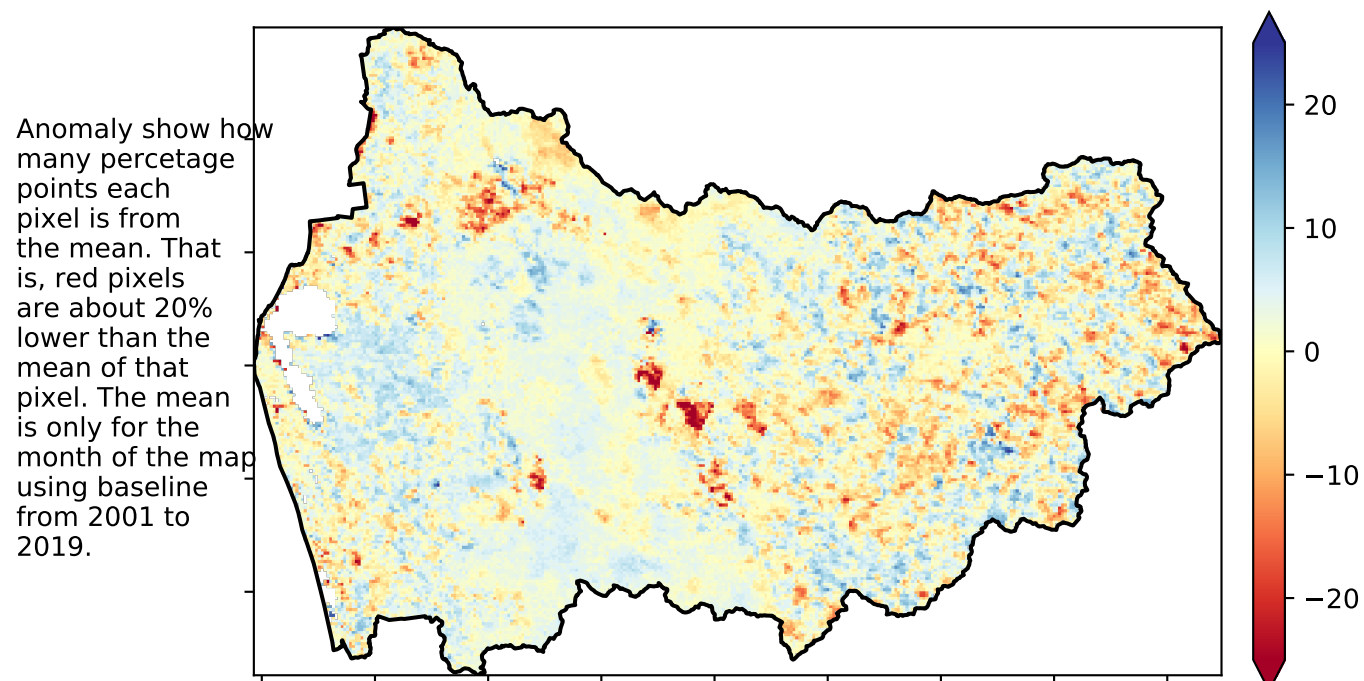 Anomaly show how
many percetage
points each
pixel is from
the mean. That
is, red pixels
are about 20%
lower than the
mean of that
pixel. The mean
is only for the
month of the map
using baseline
from 2001 to
2019.
20
10
0
−10
−20